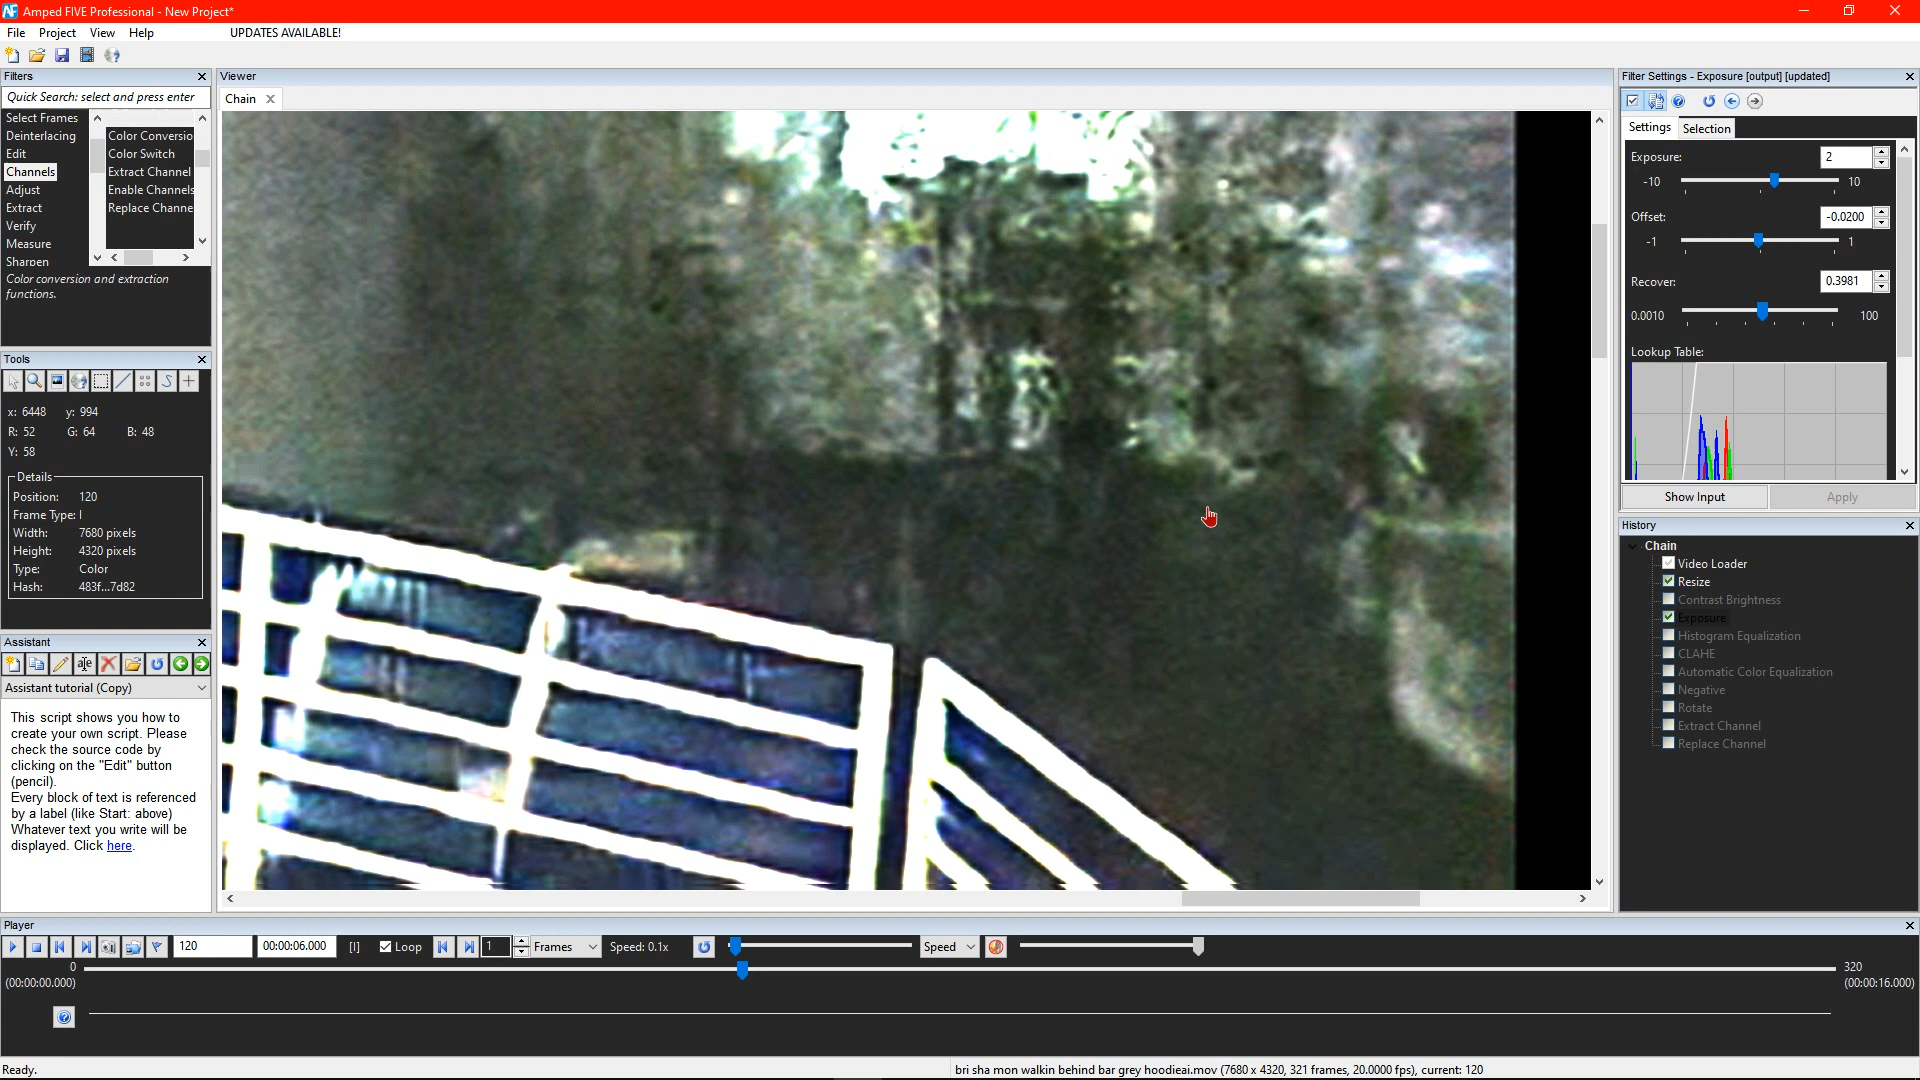 Amped FIVE Professional - New Project*
File Project View Help UPDATES AVAILABLE!
Filters
Quick Search: select and press enter
Select Frames
Deinterlacing
Edit
Channels
Adjust
Extract
Verify
Measure
Sharpen
Color Conversio
Color Switch
Extract Channel
Enable Channels
Replace Channe
Color conversion and extraction
functions.
Tools
x: 6448 y: 994
R: 52 G: 64 B: 48
Y: 58
Details
Position: 120
Frame Type: I
Width: 7680 pixels
Height: 4320 pixels
Type: Color
Hash: 483f...7d82
Assistant
Assistant tutorial (Copy)
This script shows you how to
create your own script. Please
check the source code by
clicking on the "Edit" button
(pencil).
Every block of text is referenced
by a label (like Start: above)
Whatever text you write will be
displayed. Click here.
Viewer
Chain
Filter Settings - Exposure [output] [updated]
Settings Selection
Exposure: 2
-10 10
Offset: -0.0200
-1 1
Recover: 0.3981
0.0010 100
Lookup Table:
Show Input Apply
History
Chain
Video Loader
Resize
Contrast Brightness
Exposure
Histogram Equalization
CLAHE
Automatic Color Equalization
Negative
Rotate
Extract Channel
Replace Channel
Player
120 00:00:06.000 [I] Loop 1 Frames Speed: 0.1x Speed
0 320
(00:00:00.000) (00:00:16.000)
Ready. bri sha mon walkin behind bar grey hoodieai.mov (7680 x 4320, 321 frames, 20.0000 fps), current: 120